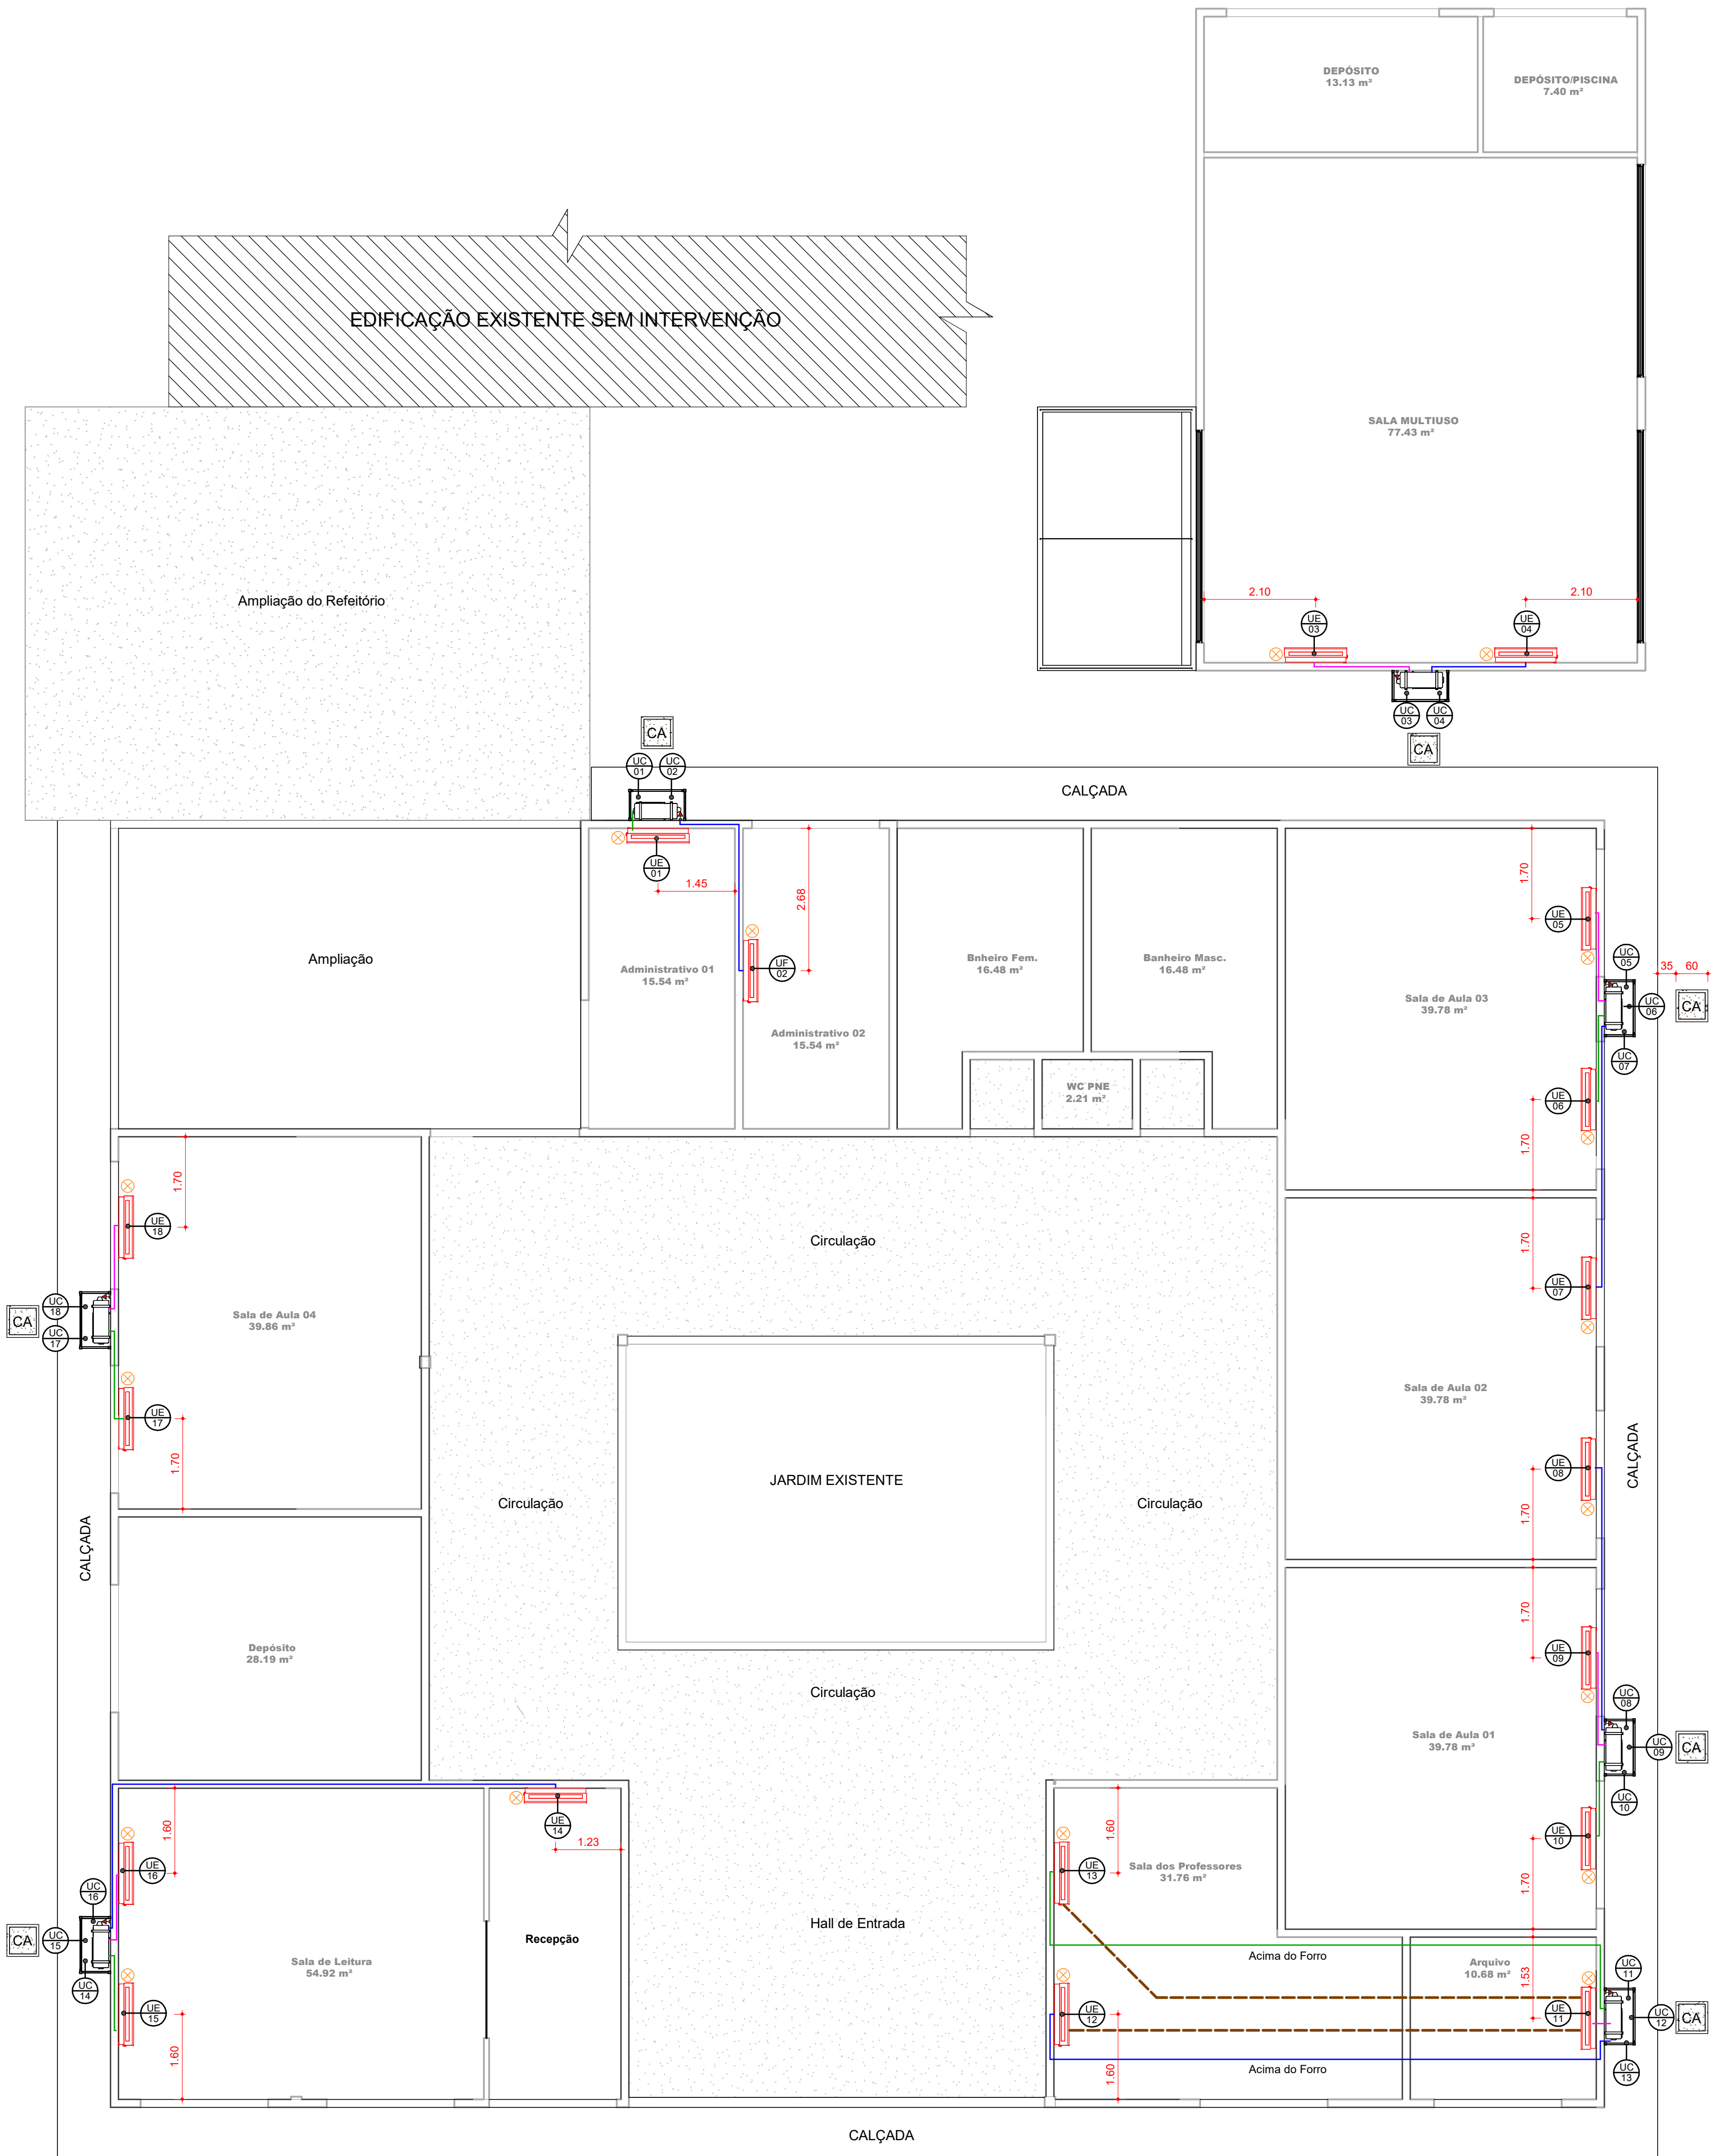 DEPÓSITO
13.13 m²
DEPÓSITO/PISCINA
7.40 m²
EDIFICAÇÃO EXISTENTE SEM INTERVENÇÃO
SALA MULTIUSO
77.43 m²
Ampliação do Refeitório
2.10
2.10
UE
03
UE
04
UC
03
UC
04
CA
CA
UC
01
UC
02
CALÇADA
UE
01
1.45
2.68
1.70
UE
05
Ampliação
Administrativo 01
15.54 m²
UF
02
Bnheiro Fem.
16.48 m²
Banheiro Masc.
16.48 m²
Sala de Aula 03
39.78 m²
UC
05
35
60
UC
06
CA
UC
07
Administrativo 02
15.54 m²
WC PNE
2.21 m²
UE
06
1.70
1.70
UE
18
Circulação
1.70
UE
07
UC
18
CA
UC
17
Sala de Aula 04
39.86 m²
Sala de Aula 02
39.78 m²
UE
17
1.70
JARDIM EXISTENTE
UE
08
CALÇADA
Circulação
Circulação
1.70
CALÇADA
1.70
UE
09
Depósito
28.19 m²
Circulação
UC
08
Sala de Aula 01
39.78 m²
UC
09
CA
UC
10
1.60
UE
14
1.23
1.60
UE
10
UE
16
UE
13
Sala dos Professores
31.76 m²
1.70
UC
16
Hall de Entrada
CA
UC
15
Recepção
Sala de Leitura
54.92 m²
Acima do Forro
Arquivo
10.68 m²
1.53
UC
11
UC
14
UE
15
UE
12
UE
11
UC
12
CA
1.60
1.60
Acima do Forro
UC
13
CALÇADA